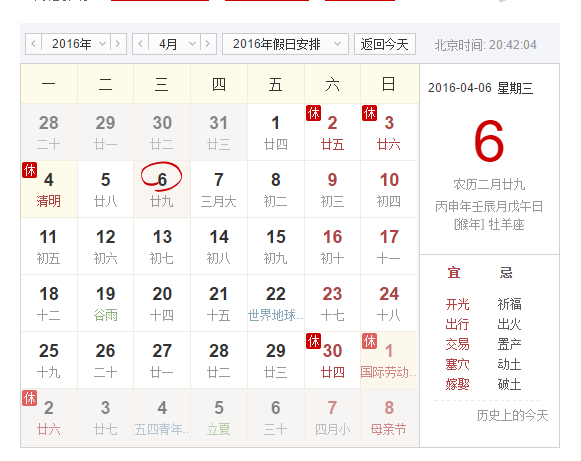 2016年 4月 2016年假日安排 返回今天 北京时间: 20:42:04
一 二 三 四 五 六 日
28 29 30 31 1 休 2 休 3
二十 廿一 廿二 廿三 廿四 廿五 廿六
休 4 5 6 7 8 9 10
清明 廿八 廿九 三月大 初二 初三 初四
11 12 13 14 15 16 17
初五 初六 初七 初八 初九 初十 十一
18 19 20 21 22 23 24
十二 谷雨 十四 十五 世界地球.. 十七 十八
25 26 27 28 29 休 30 休 1
十九 二十 廿一 廿二 廿三 廿四 国际劳动..
休 2 3 4 5 6 7 8
廿六 廿七 五四青年.. 立夏 三十 四月小 母亲节
2016-04-06 星期三
6
农历二月廿九
丙申年壬辰月戊午日
[猴年] 牡羊座
宜 忌
开光 祈福
出行 出火
交易 置产
塞穴 动土
嫁娶 破土
历史上的今天